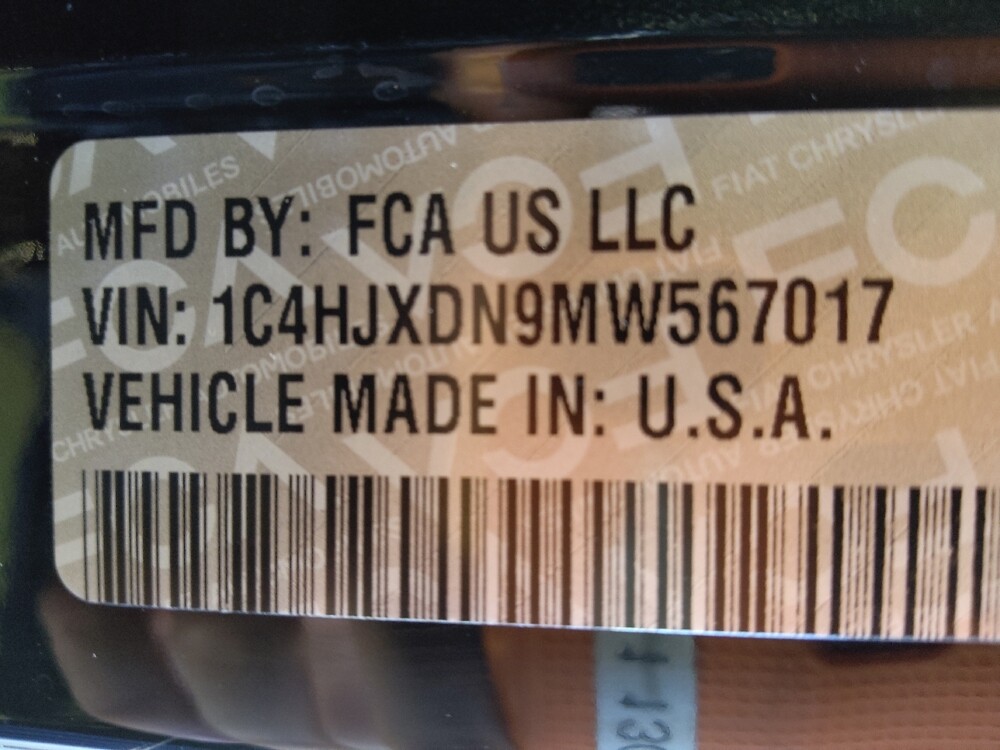 MFD BY: FCA US LLC
VIN: 1C4HJXDN9MW567017
VEHICLE MADE IN: U.S.A.